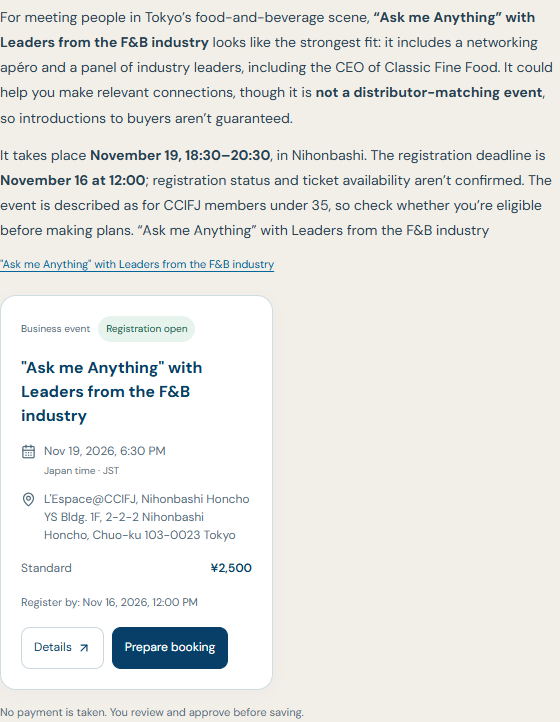 For meeting people in Tokyo’s food-and-beverage scene, “Ask me Anything” with
Leaders from the F&B industry looks like the strongest fit: it includes a networking
apéro and a panel of industry leaders, including the CEO of Classic Fine Food. It could
help you make relevant connections, though it is not a distributor-matching event,
so introductions to buyers aren’t guaranteed.
It takes place November 19, 18:30–20:30, in Nihonbashi. The registration deadline is
November 16 at 12:00; registration status and ticket availability aren’t confirmed. The
event is described as for CCIFJ members under 35, so check whether you’re eligible
before making plans. “Ask me Anything” with Leaders from the F&B industry
"Ask me Anything" with Leaders from the F&B industry
Business event Registration open
"Ask me Anything" with
Leaders from the F&B
industry
Nov 19, 2026, 6:30 PM
Japan time · JST
L'Espace@CCIFJ, Nihonbashi Honcho
YS Bldg. 1F, 2-2-2 Nihonbashi
Honcho, Chuo-ku 103-0023 Tokyo
Standard ¥2,500
Register by: Nov 16, 2026, 12:00 PM
Details ↗ Prepare booking
No payment is taken. You review and approve before saving.